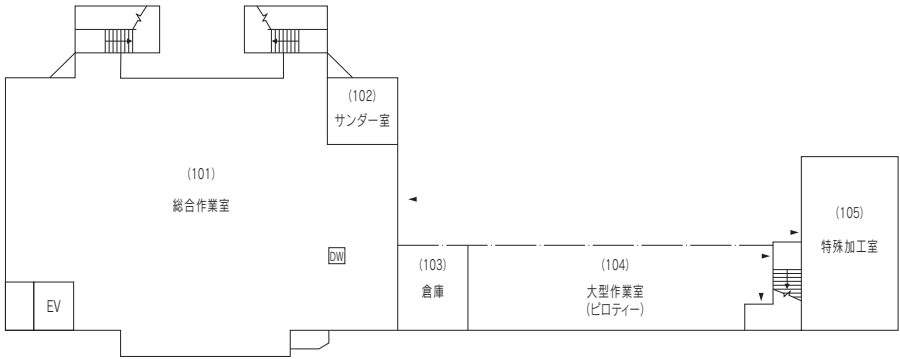 (102)
サンダー室
(101)
総合作業室
(105)
特殊加工室
DW
(103)
倉庫
(104)
大型作業室
(ピロティー)
EV